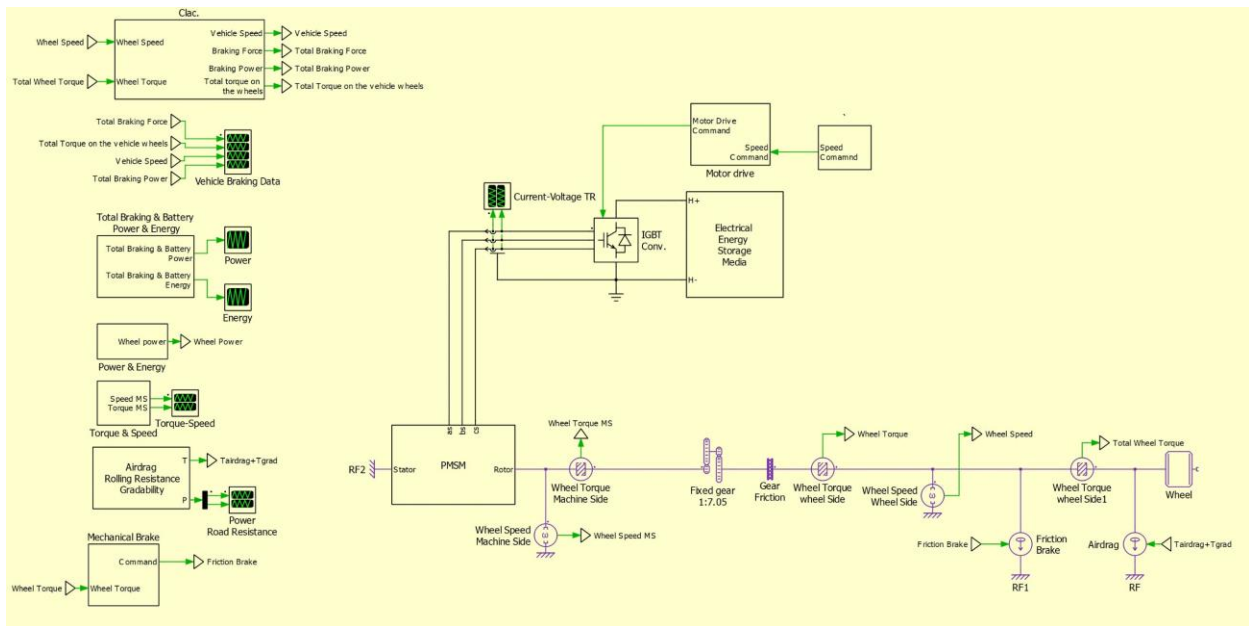 Clac.
Wheel Speed
Wheel Speed
Vehicle Speed
Vehicle Speed
Braking Force
Total Braking Force
Braking Power
Total Braking Power
Total Wheel Torque
Wheel Torque
Total torque on
the wheels
Total Torque on the vehicle wheels
Total Braking Force
Total Torque on the vehicle wheels
Vehicle Speed
Total Braking Power
Vehicle Braking Data
Total Braking & Battery
Power & Energy
Total Braking & Battery
Power
Power
Total Braking & Battery
Energy
Energy
Wheel power
Wheel Power
Power & Energy
Speed MS
Torque MS
Torque-Speed
Torque & Speed
Airdrag
Rolling Resistance
Gradability
T
Tairdrag+Tgrad
P
Power
Road Resistance
Mechanical Brake
Command
Friction Brake
Wheel Torque
Wheel Torque
Motor Drive
Command
Speed
Command
Motor drive
Speed
Comamnd
Current-Voltage TR
IGBT
Conv.
H+
Electrical
Energy
Storage
Media
H-
as
bs
cs
RF2
Stator
PMSM
Rotor
Wheel Torque MS
Wheel Torque
Machine Side
Wheel Speed
Machine Side
Wheel Speed MS
Fixed gear
1:7.05
Gear
Friction
Wheel Torque
Wheel Torque
wheel Side
Wheel Speed
Wheel Speed
Wheel Side
Total Wheel Torque
Wheel Torque
wheel Side1
Wheel
Friction Brake
Friction
Brake
RF1
Airdrag
Tairdrag+Tgrad
RF